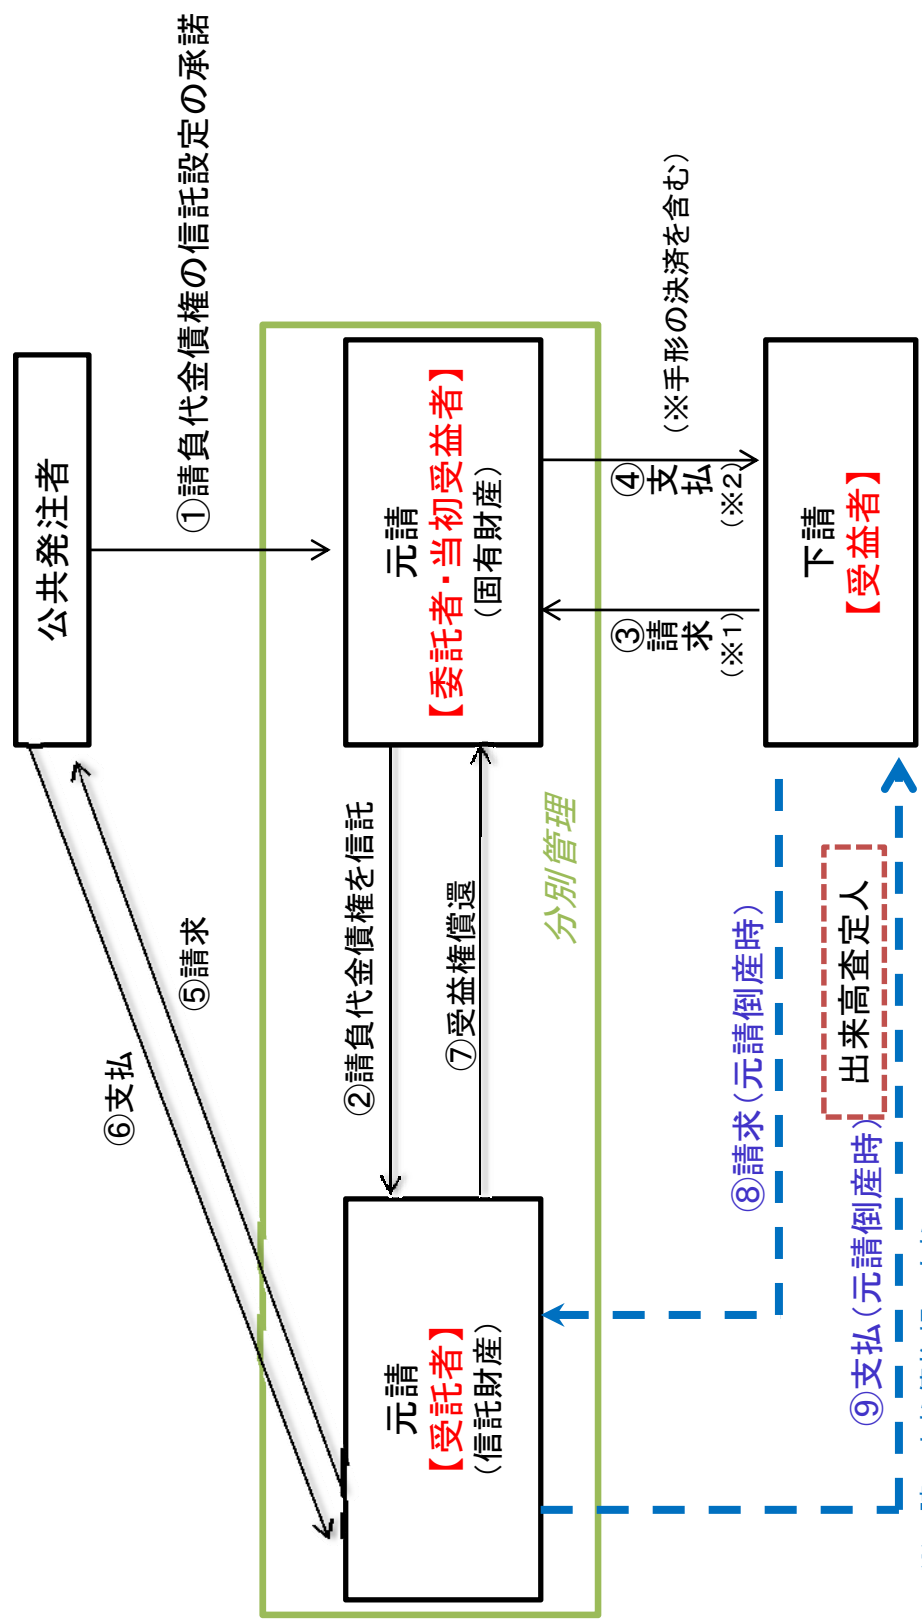 公共発注者
①請負代金債権の信託設定の承諾
⑥支払
⑤請求
元請
【受託者】
(信託財産)
②請負代金債権を信託
⑦受益権償還
分別管理
元請
【委託者・当初受益者】
(固有財産)
③請求
(※1)
④支払
(※2)
(※手形の決済を含む)
⑧請求(元請倒産時)
⑨支払(元請倒産時)
出来高査定人
下請
【受益者】